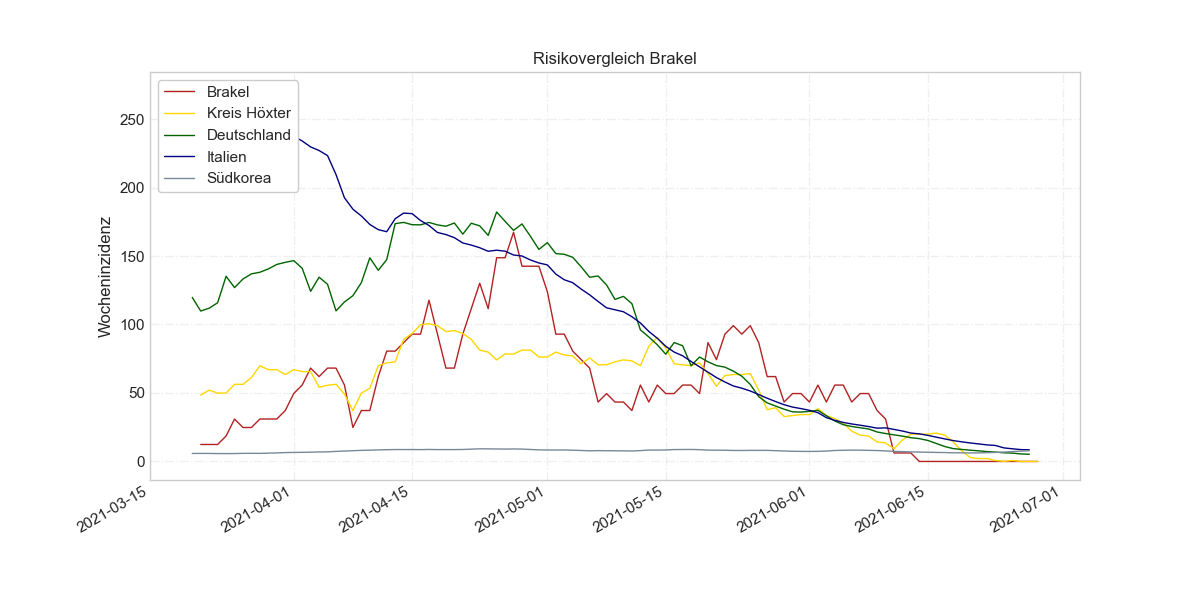 Risikovergleich Brakel
Brakel
Kreis Höxter
Deutschland
Italien
Südkorea
Wocheninzidenz
250
200
150
100
50
0
2021-03-15
2021-04-01
2021-04-15
2021-05-01
2021-05-15
2021-06-01
2021-06-15
2021-07-01